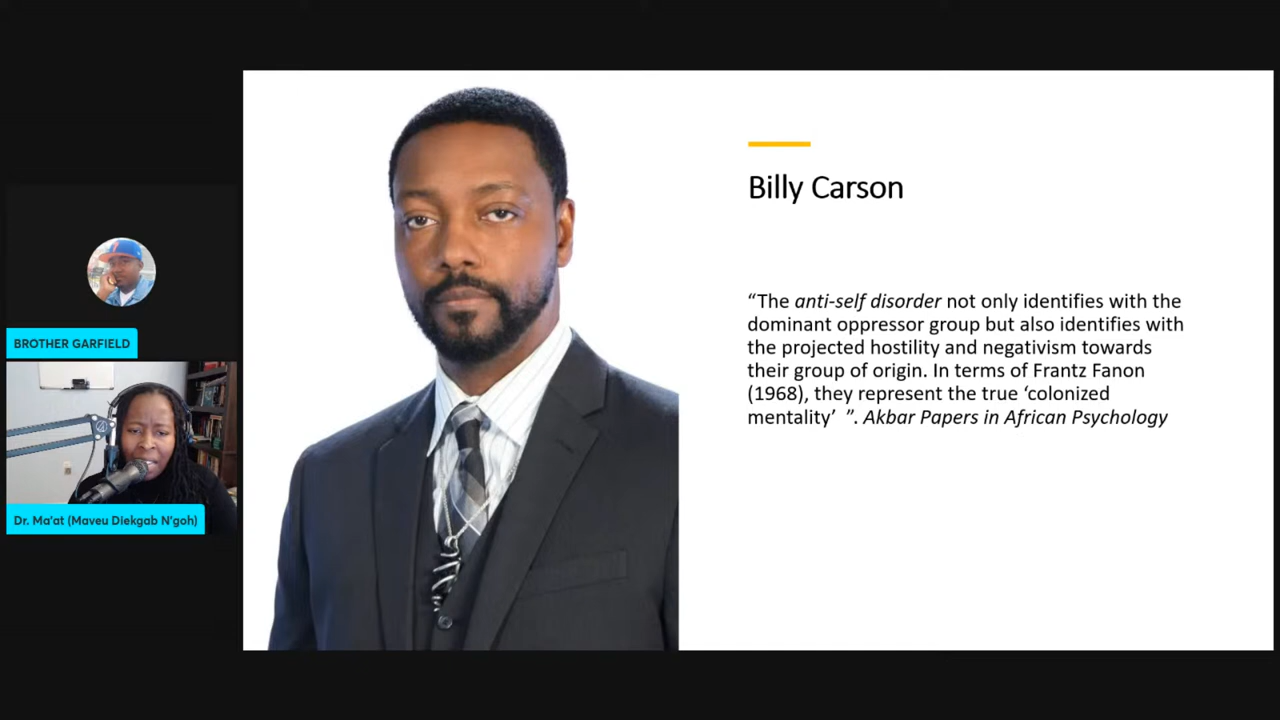 BROTHER GARFIELD
Dr. Ma'at (Maveu Diekgab N'goh)
Billy Carson
“The anti-self disorder not only identifies with the
dominant oppressor group but also identifies with
the projected hostility and negativism towards
their group of origin. In terms of Frantz Fanon
(1968), they represent the true ‘colonized
mentality’ ”. Akbar Papers in African Psychology